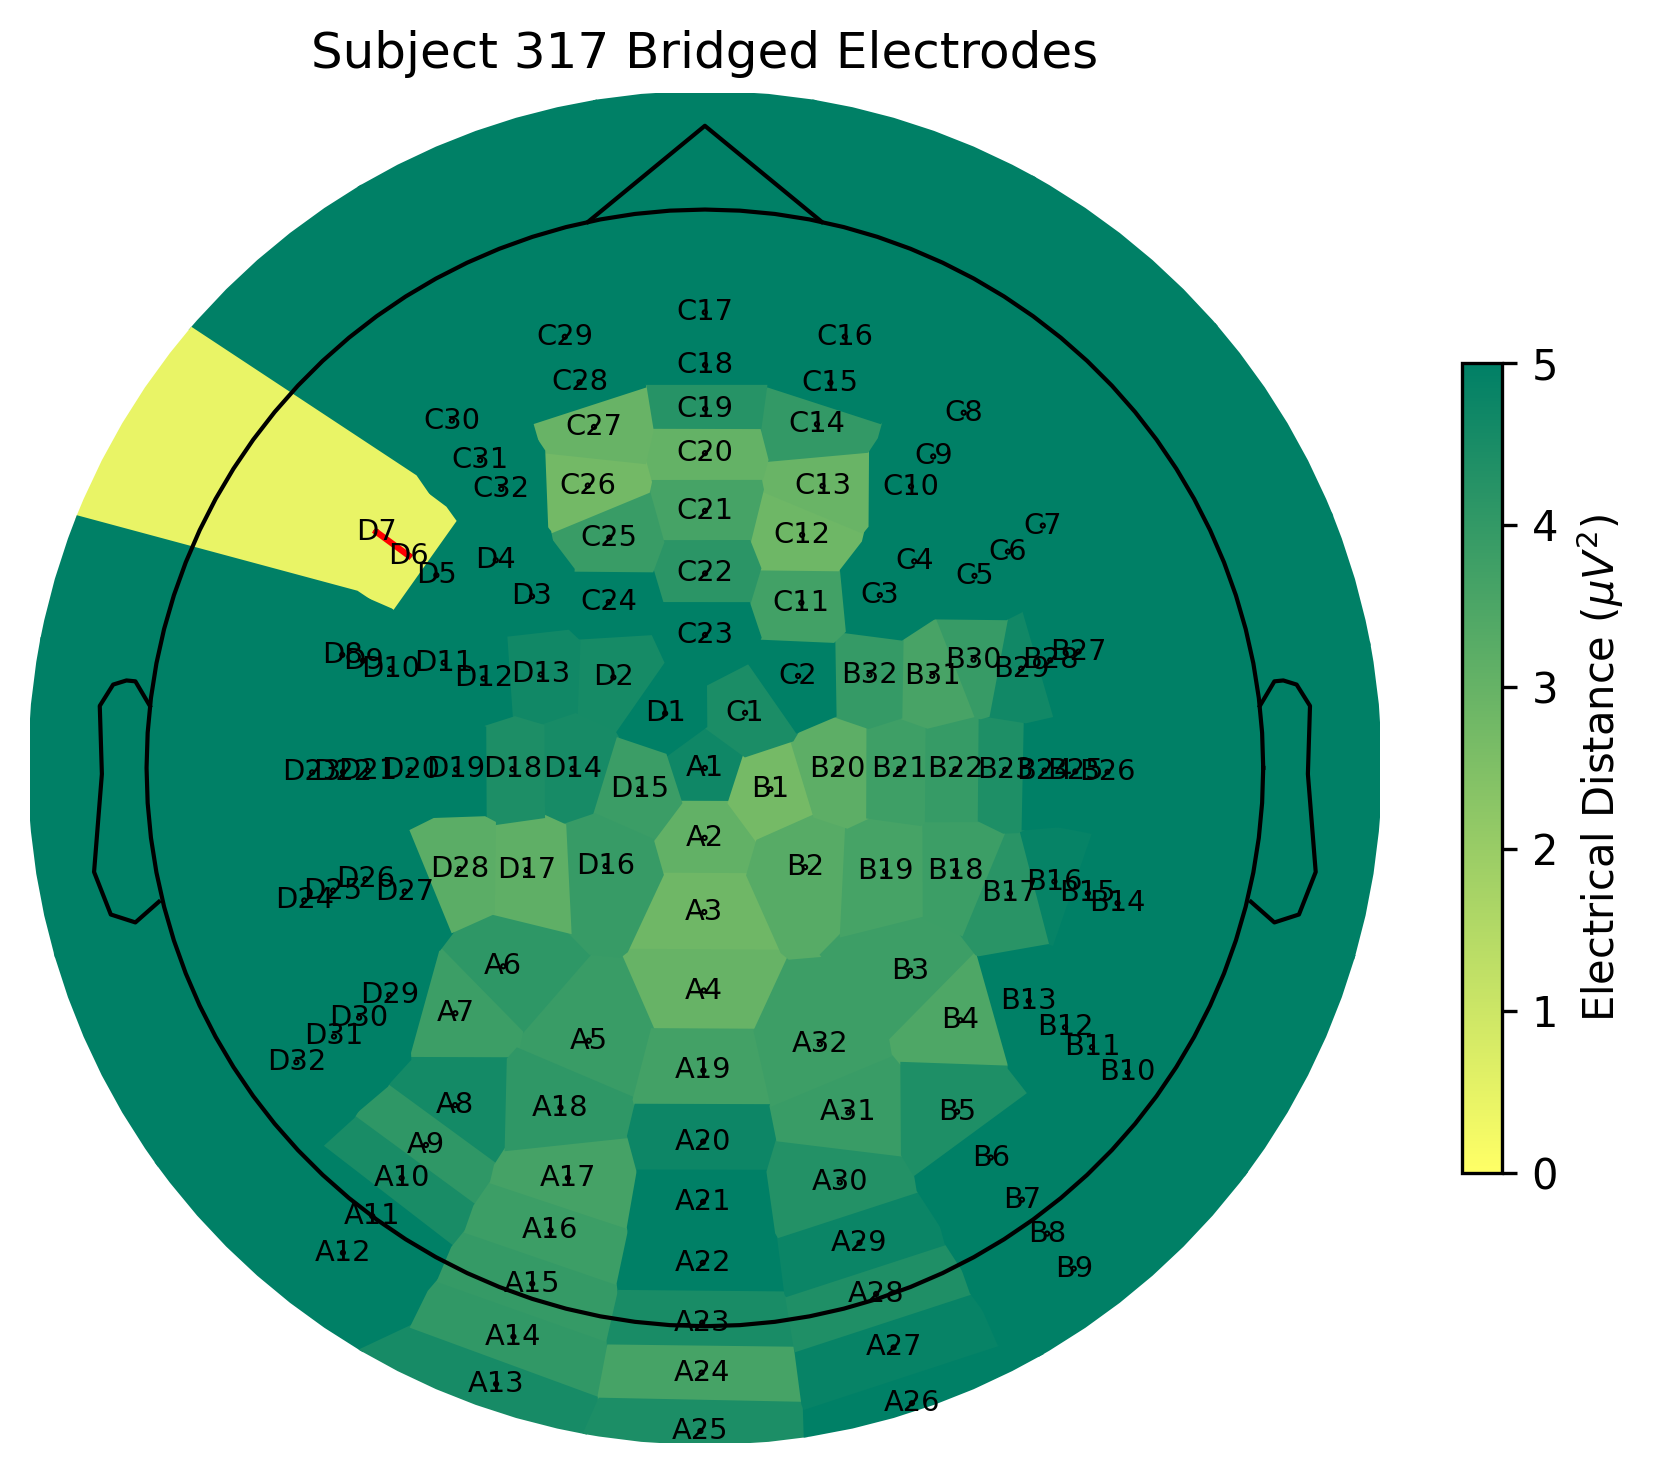 Subject 317 Bridged Electrodes
C17
C29 C16
C18
C28 C15
C19
C30 C27 C14 C8
C20
C31 C9
C32 C26 C13 C10
C21
D7 C25 C12 C7
D6 D4 C6
D5 C22 C4 C5
D3 C24 C11 C3
C23
D8 D9 D10 D11 D12 D13 D2 C2 B32 B31 B30 B29 B28 B27
D1 C1
D23 D22 D21 D20 D19 D18 D14 A1 B20 B21 B22 B23 B24 B25 B26
D15 B1
A2
D24 D25 D26 D27 D28 D17 D16 B2 B19 B18 B17 B16 B15 B14
A3
A6 B3
D29 A4 B13
D30 A7 B4 B12
D31 A5 A32 B11
D32 A19 B10
A8 A18 A31 B5
A9 A20
A10 A17 A30 B6
A11 A21 B7
A12 A16 A29 B8
A22 B9
A15 A28
A23
A14 A27
A24
A13 A26
A25
5
4
3
2
1
0
Electrical Distance (μV²)